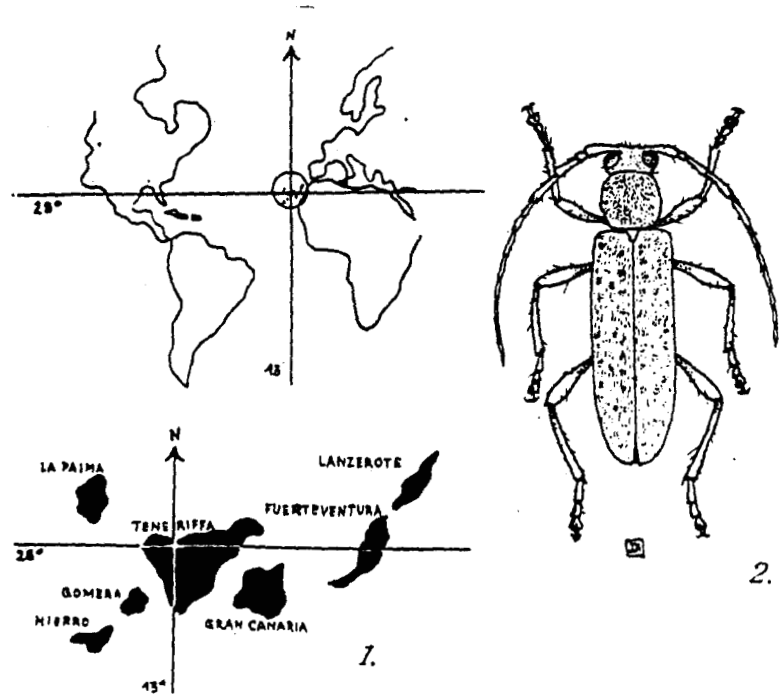 N
28°
13
N
LA PALMA
LANZEROTE
FUERTEVENTURA
TENERIFFA
28°
GOMERA
HIERRO
GRAN CANARIA
13°
1.
2.